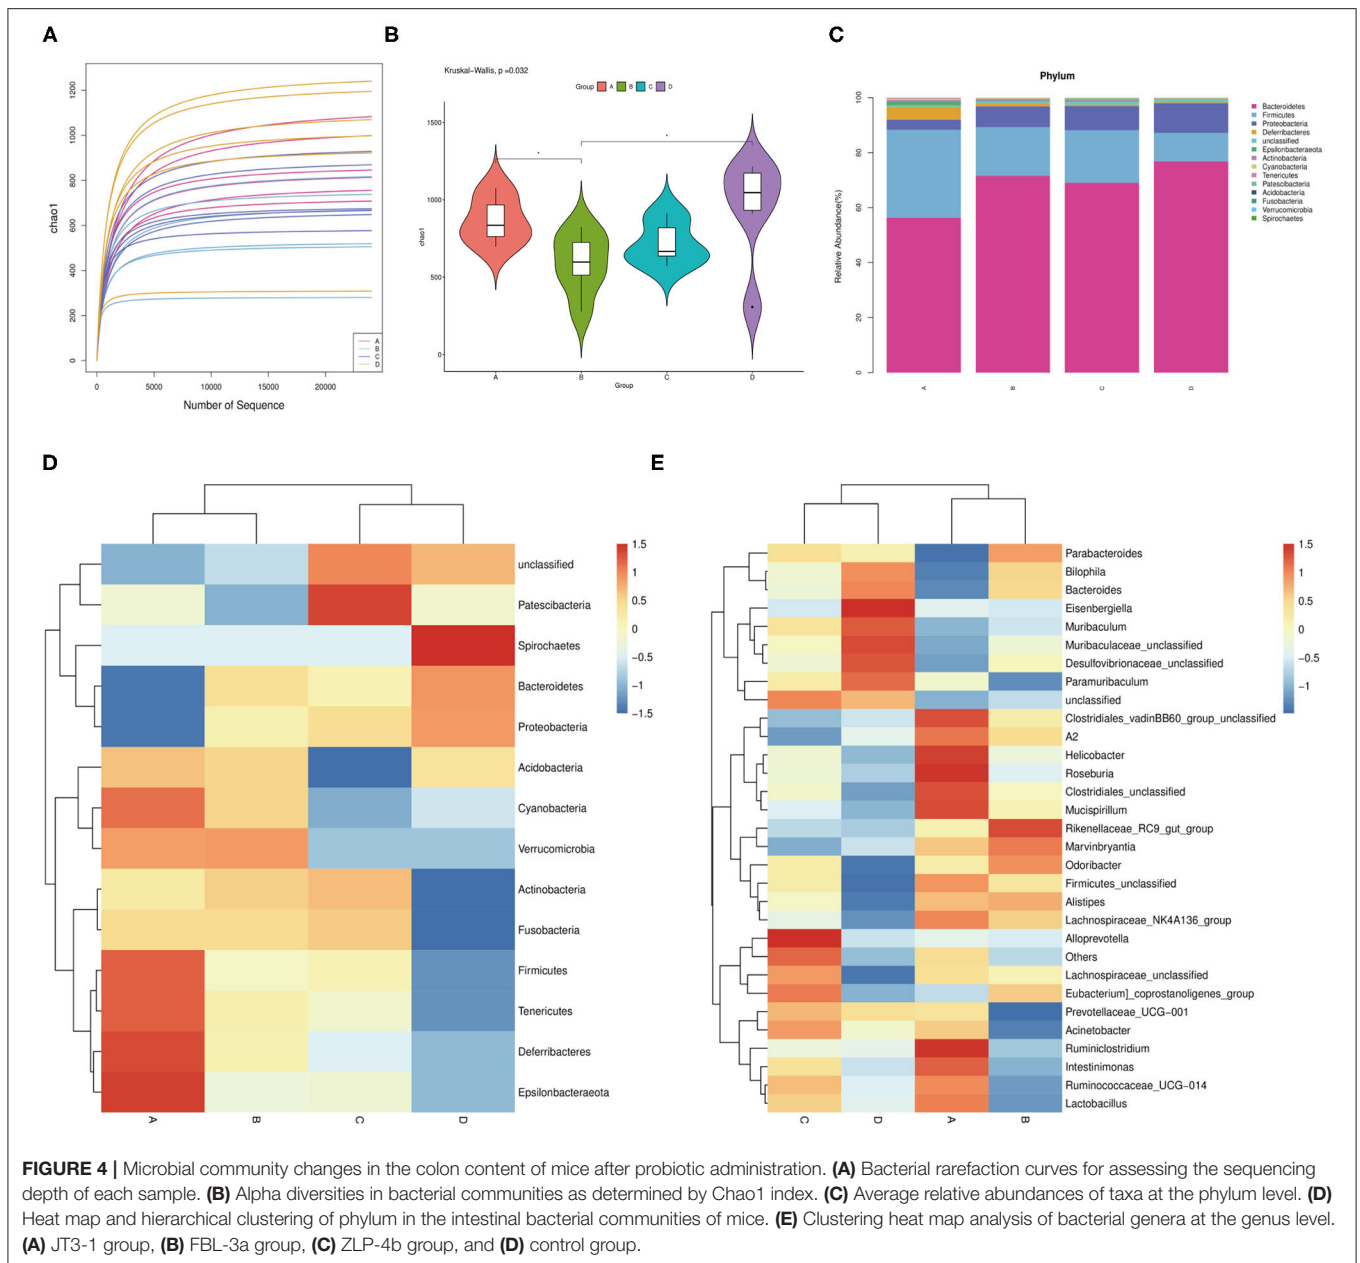 A
chao1
1200
1000
800
600
400
200
0
0 5000 10000 15000 20000
Number of Sequence
A
B
C
D
B
Kruskal−Wallis, p =0.032
Group A B C D
chao1
1500
1000
500
0
A B C D
Group
C
Phylum
Relative Abundance(%)
100
80
60
40
20
0
A B C D
Bacteroidetes
Firmicutes
Proteobacteria
Deferribacteres
unclassified
Epsilonbacteraeota
Actinobacteria
Cyanobacteria
Tenericutes
Patescibacteria
Acidobacteria
Fusobacteria
Verrucomicrobia
Spirochaetes
D
unclassified
Patescibacteria
Spirochaetes
Bacteroidetes
Proteobacteria
Acidobacteria
Cyanobacteria
Verrucomicrobia
Actinobacteria
Fusobacteria
Firmicutes
Tenericutes
Deferribacteres
Epsilonbacteraeota
A B C D
1.5
1
0.5
0
−0.5
−1
−1.5
E
Parabacteroides
Bilophila
Bacteroides
Eisenbergiella
Muribaculum
Muribaculaceae_unclassified
Desulfovibrionaceae_unclassified
Paramuribaculum
unclassified
Clostridiales_vadinBB60_group_unclassified
A2
Helicobacter
Roseburia
Clostridiales_unclassified
Mucispirillum
Rikenellaceae_RC9_gut_group
Marvinbryantia
Odoribacter
Firmicutes_unclassified
Alistipes
Lachnospiraceae_NK4A136_group
Alloprevotella
Others
Lachnospiraceae_unclassified
Eubacterium]_coprostanoligenes_group
Prevotellaceae_UCG−001
Acinetobacter
Ruminiclostridium
Intestinimonas
Ruminococcaceae_UCG−014
Lactobacillus
C D A B
1.5
1
0.5
0
−0.5
−1
FIGURE 4 | Microbial community changes in the colon content of mice after probiotic administration. (A) Bacterial rarefaction curves for assessing the sequencing
depth of each sample. (B) Alpha diversities in bacterial communities as determined by Chao1 index. (C) Average relative abundances of taxa at the phylum level. (D)
Heat map and hierarchical clustering of phylum in the intestinal bacterial communities of mice. (E) Clustering heat map analysis of bacterial genera at the genus level.
(A) JT3-1 group, (B) FBL-3a group, (C) ZLP-4b group, and (D) control group.